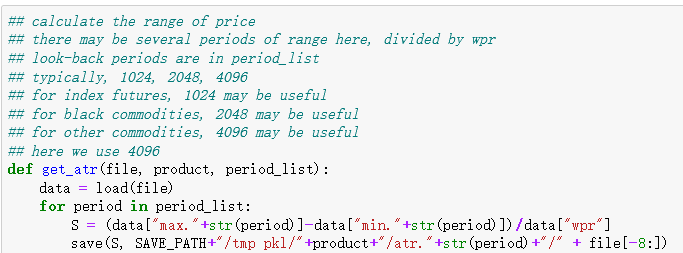 ## calculate the range of price
## there may be several periods of range here, divided by wpr
## look-back periods are in period_list
## typically, 1024, 2048, 4096
## for index futures, 1024 may be useful
## for black commodities, 2048 may be useful
## for other commodities, 4096 may be useful
## here we use 4096
def get_atr(file, product, period_list):
    data = load(file)
    for period in period_list:
        S = (data["max."+str(period)]-data["min."+str(period)])/data["wpr"]
        save(S, SAVE_PATH+"/tmp pkl/"+product+"/atr."+str(period)+"/" + file[-8:])